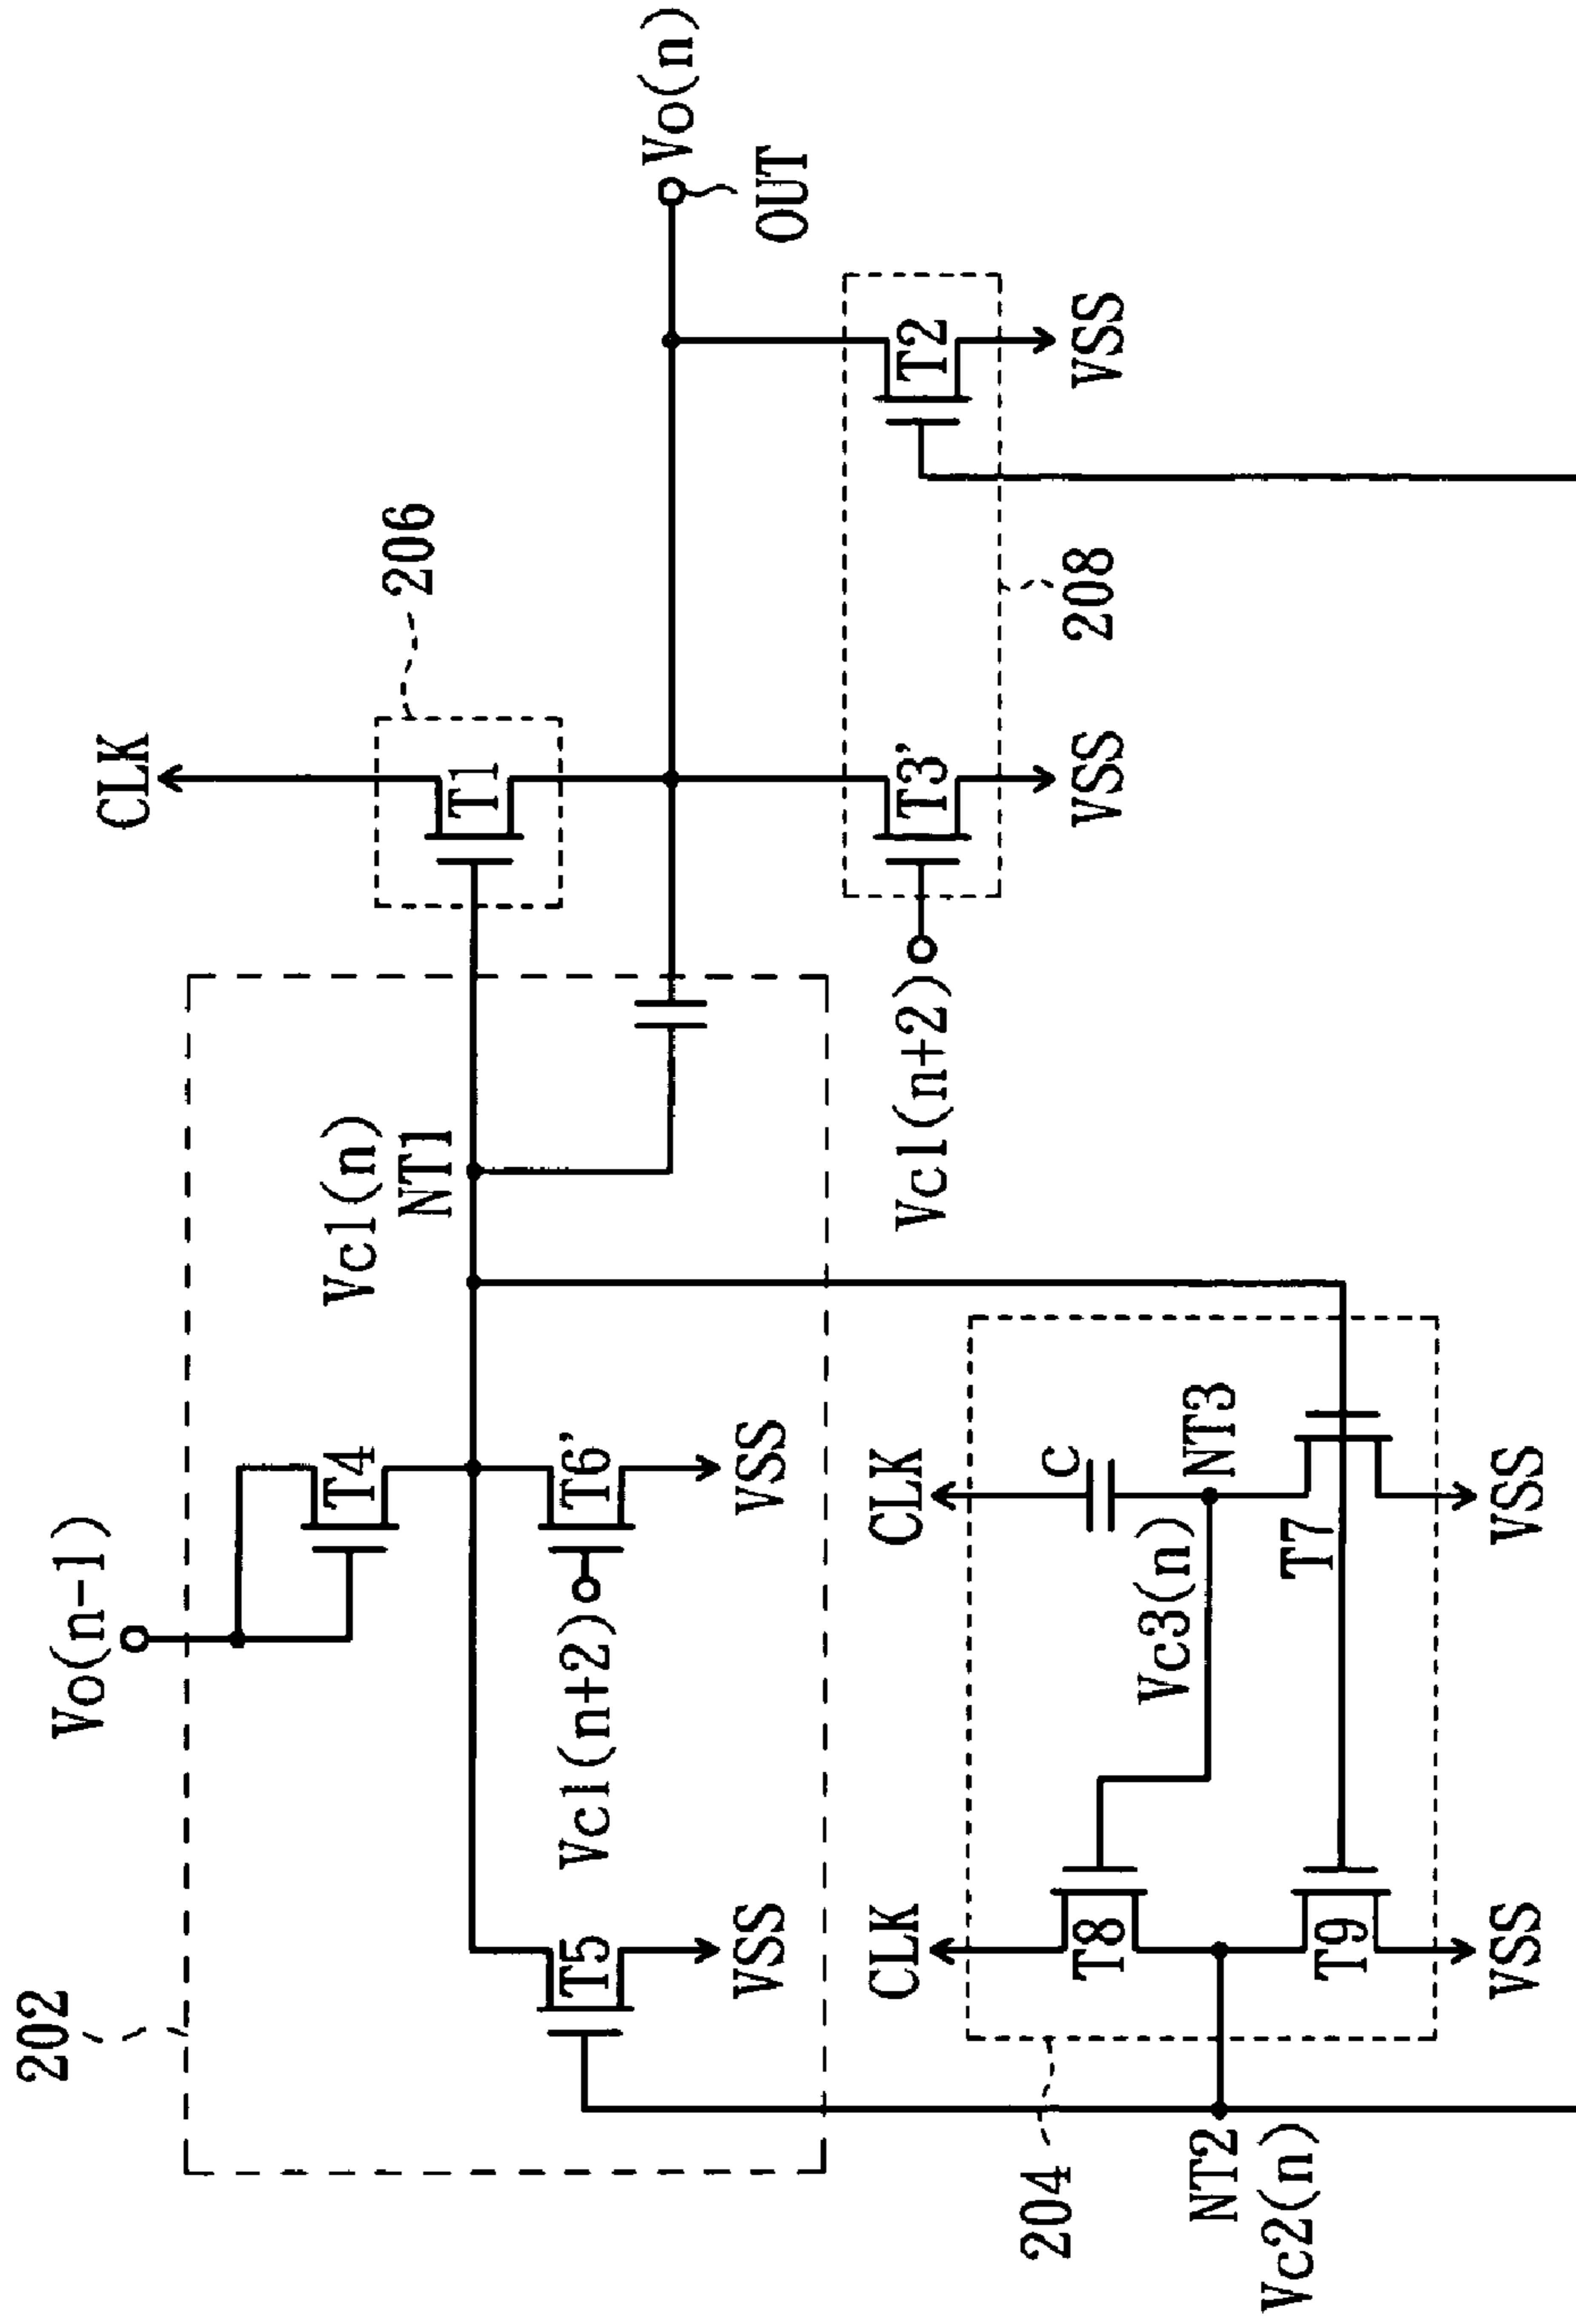 202
Vo(n-1)
CLK
206
T4
Vc1(n)
NT1
T1
Vo(n)
OUT
T5
T6'
Vc1(n+2)
VSS
VSS
T3'
T2
Vc1(n+2)
VSS
VSS
208
CLK
CLK
C
T8
Vc3(n)
NT3
T7
T9
204
NT2
Vc2(n)
VSS
VSS